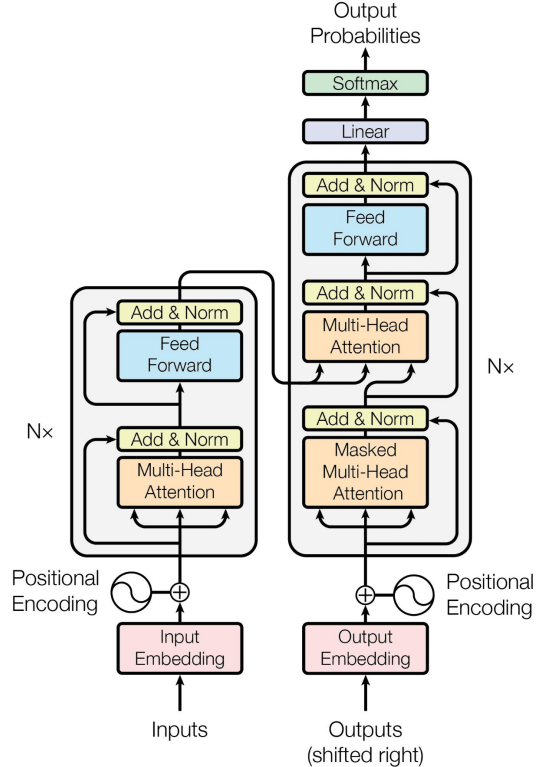 Output
Probabilities
Softmax
Linear
Add & Norm
Feed
Forward
Add & Norm
Multi-Head
Attention
Add & Norm
Masked
Multi-Head
Attention
N×
Add & Norm
Feed
Forward
Add & Norm
Multi-Head
Attention
N×
Positional
Encoding
Positional
Encoding
Input
Embedding
Output
Embedding
Inputs
Outputs
(shifted right)